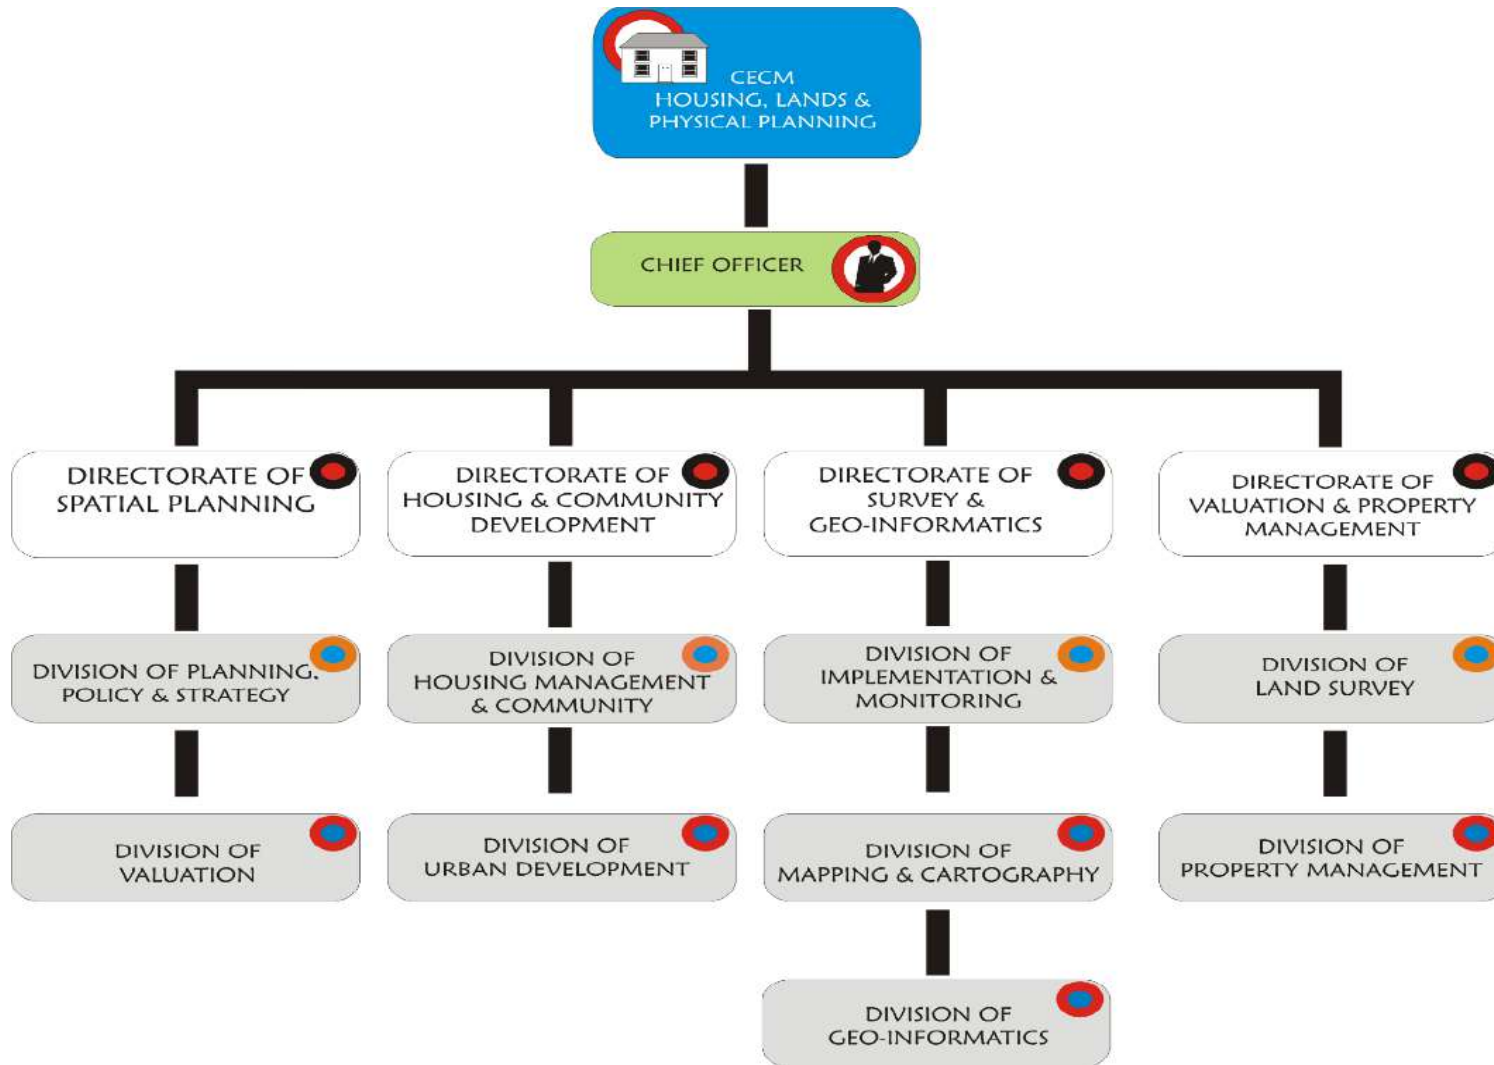 CECM
HOUSING, LANDS &
PHYSICAL PLANNING
CHIEF OFFICER
DIRECTORATE OF
SPATIAL PLANNING
DIRECTORATE OF
HOUSING & COMMUNITY
DEVELOPMENT
DIRECTORATE OF
SURVEY &
GEO-INFORMATICS
DIRECTORATE OF
VALUATION & PROPERTY
MANAGEMENT
DIVISION OF PLANNING,
POLICY & STRATEGY
DIVISION OF
HOUSING MANAGEMENT
& COMMUNITY
DIVISION OF
IMPLEMENTATION &
MONITORING
DIVISION OF
LAND SURVEY
DIVISION OF
VALUATION
DIVISION OF
URBAN DEVELOPMENT
DIVISION OF
MAPPING & CARTOGRAPHY
DIVISION OF
PROPERTY MANAGEMENT
DIVISION OF
GEO-INFORMATICS